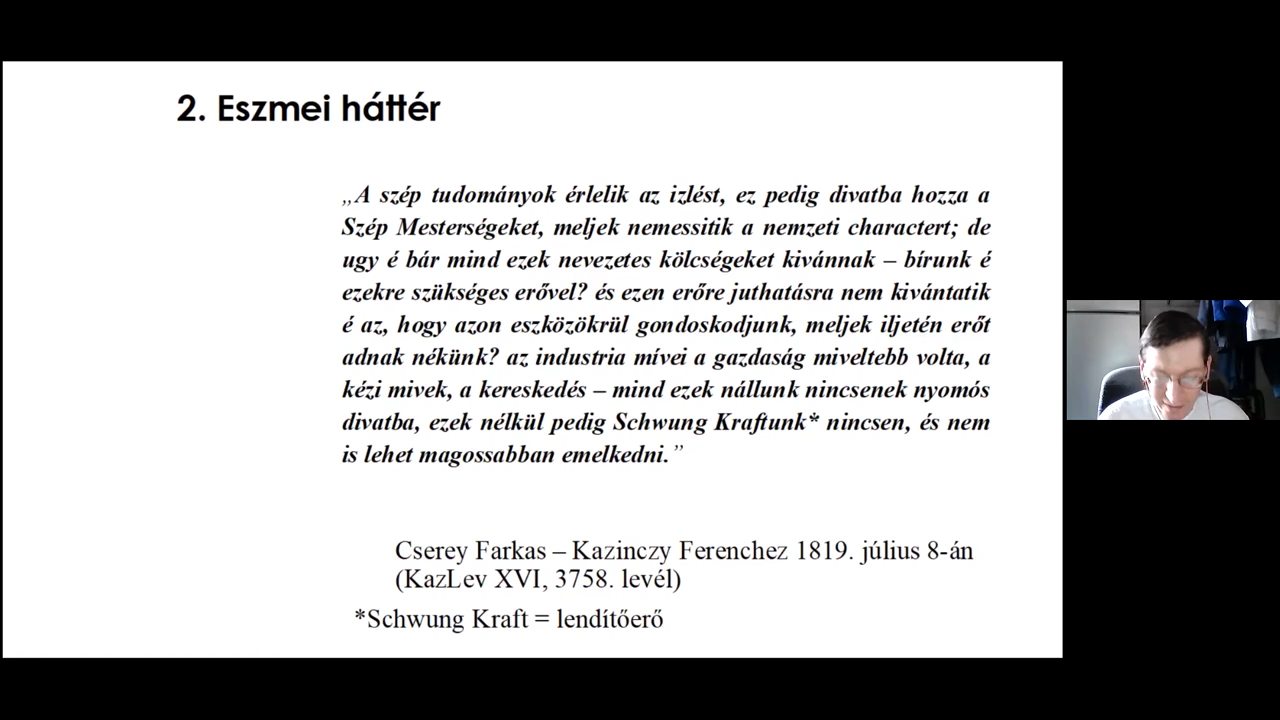 2. Eszmei háttér
„A szép tudományok érlelik az izlést, ez pedig divatba hozza a
Szép Mesterségeket, meljek nemessitik a nemzeti charactert; de
ugy é bár mind ezek nevezetes kölcségeket kivánnak – bírunk é
ezekre szükséges erővel? és ezen erőre juthatásra nem kivántatik
é az, hogy azon eszközökrül gondoskodjunk, meljek iljetén erőt
adnak nékünk? az industria mívei a gazdaság miveltebb volta, a
kézi mivek, a kereskedés – mind ezek nállunk nincsenek nyomós
divatba, ezek nélkül pedig Schwung Kraftunk* nincsen, és nem
is lehet magossabban emelkedni.”
Cserey Farkas – Kazinczy Ferenchez 1819. július 8-án
(KazLev XVI, 3758. levél)
*Schwung Kraft = lendítőerő